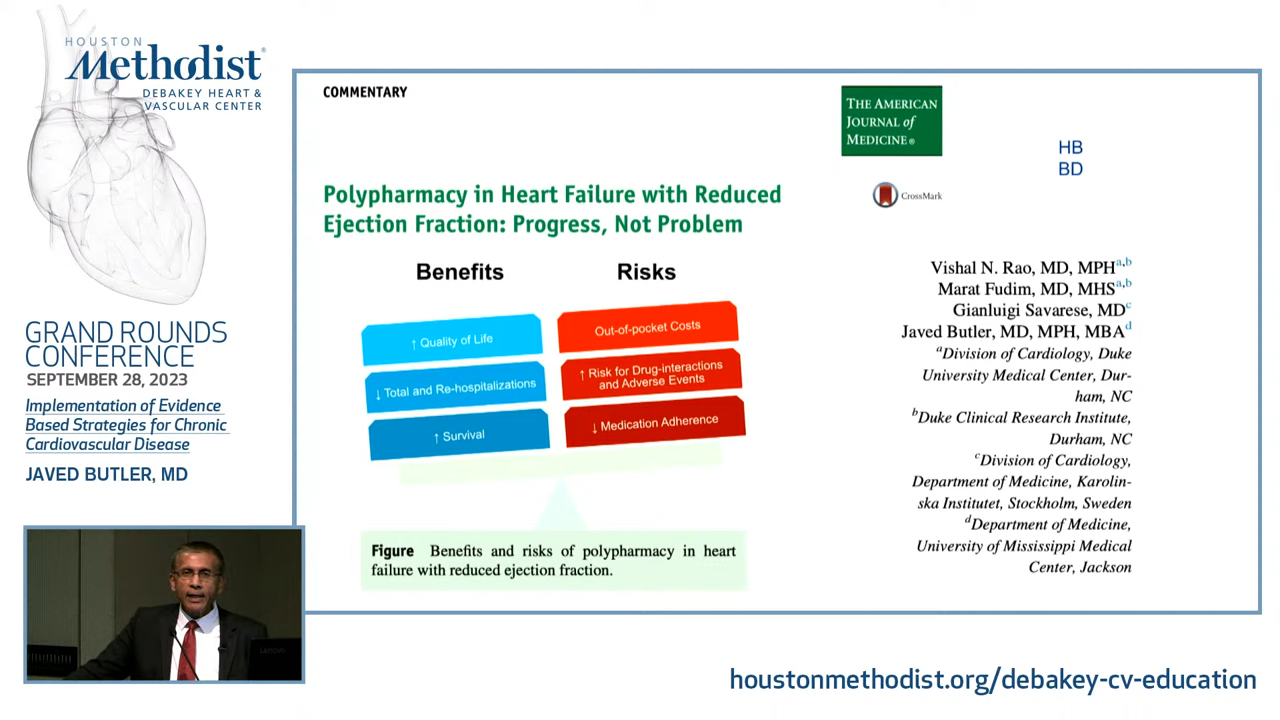 HOUSTON
Methodist®
DEBAKEY HEART &
VASCULAR CENTER
GRAND ROUNDS
CONFERENCE
SEPTEMBER 28, 2023
Implementation of Evidence
Based Strategies for Chronic
Cardiovascular Disease
JAVED BUTLER, MD
COMMENTARY
THE AMERICAN
JOURNAL of
MEDICINE®
HB
BD
CrossMark
Polypharmacy in Heart Failure with Reduced
Ejection Fraction: Progress, Not Problem
Benefits
Risks
↑ Quality of Life
↓ Total and Re-hospitalizations
↑ Survival
Out-of-pocket Costs
↑ Risk for Drug-interactions
and Adverse Events
↓ Medication Adherence
Figure Benefits and risks of polypharmacy in heart
failure with reduced ejection fraction.
Vishal N. Rao, MD, MPHa,b
Marat Fudim, MD, MHSa,b
Gianluigi Savarese, MDc
Javed Butler, MD, MPH, MBAd
aDivision of Cardiology, Duke
University Medical Center, Dur-
ham, NC
bDuke Clinical Research Institute,
Durham, NC
cDivision of Cardiology,
Department of Medicine, Karolin-
ska Institutet, Stockholm, Sweden
dDepartment of Medicine,
University of Mississippi Medical
Center, Jackson
Lenovo
houstonmethodist.org/debakey-cv-education